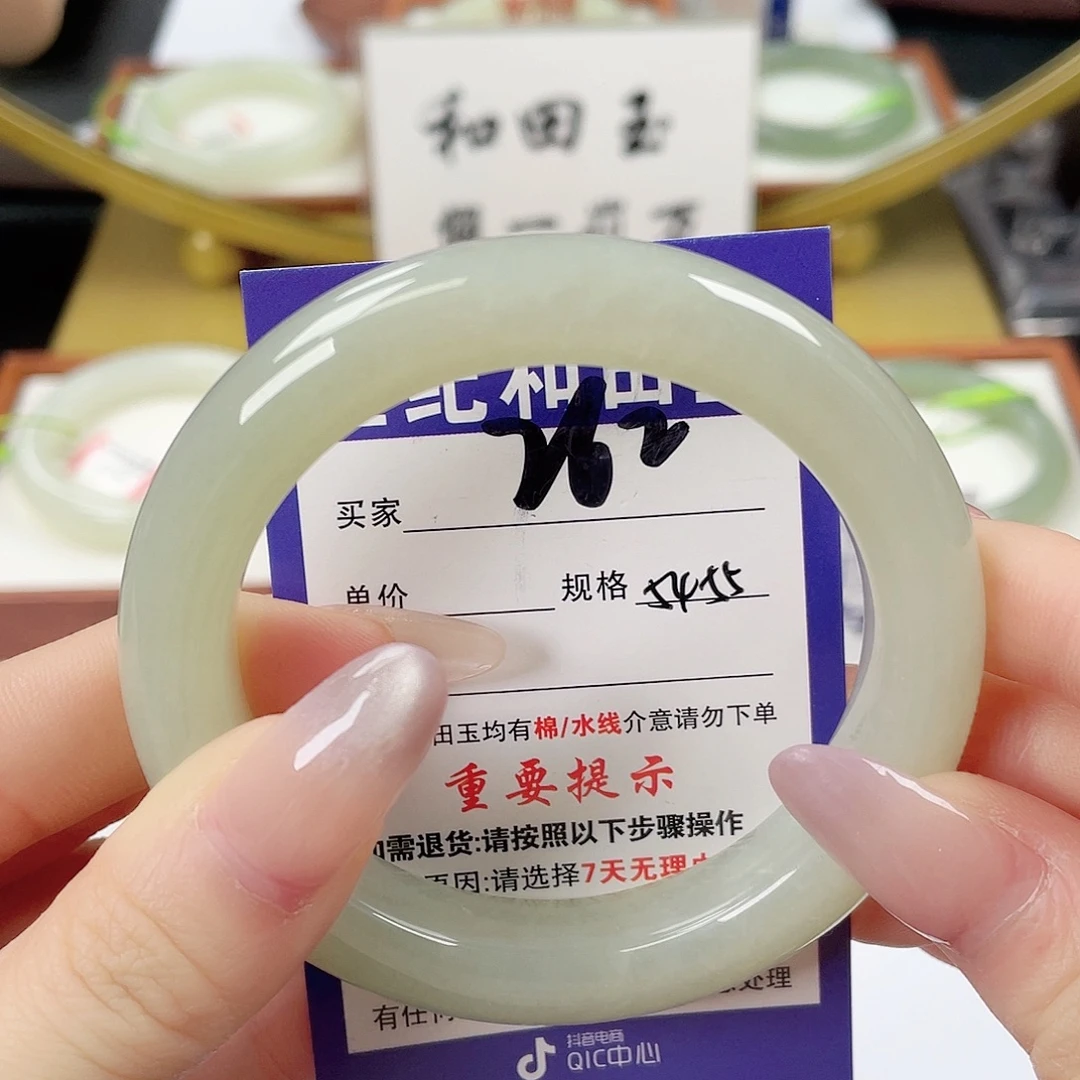 和田玉
纪和田
买家
单价 规格 54-55
田玉均有棉/水线介意请勿下单
重要提示
需退货:请按照以下步骤操作
原因:请选择7天无理由
有任何 处理
抖音电商
QIC中心